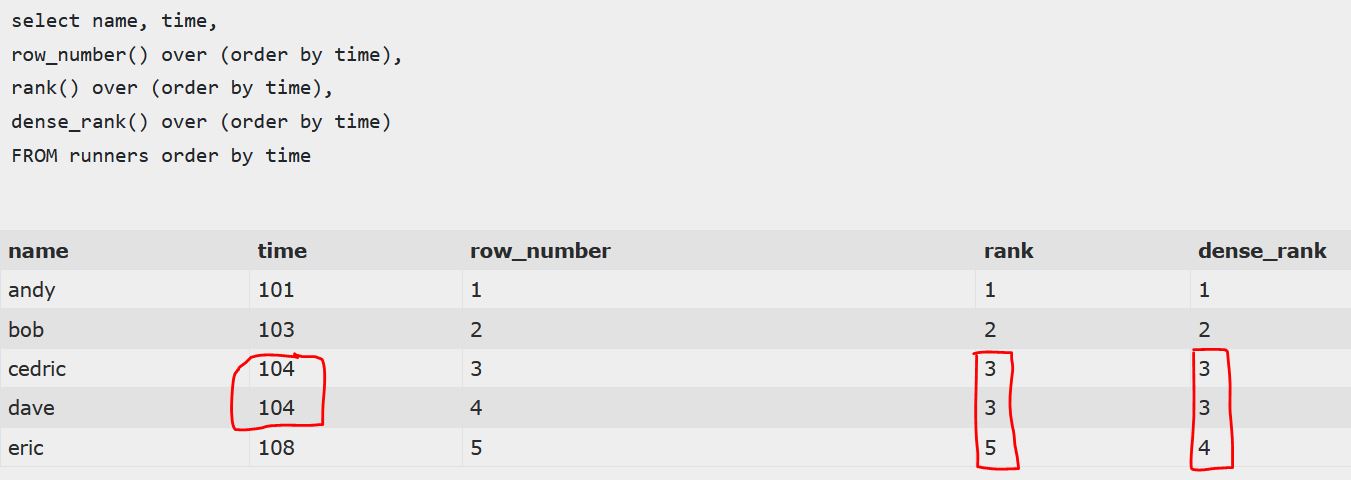 select name, time,
row_number() over (order by time),
rank() over (order by time),
dense_rank() over (order by time)
FROM runners order by time
name time row_number rank dense_rank
andy 101 1 1 1
bob 103 2 2 2
cedric 104 3 3 3
dave 104 4 3 3
eric 108 5 5 4